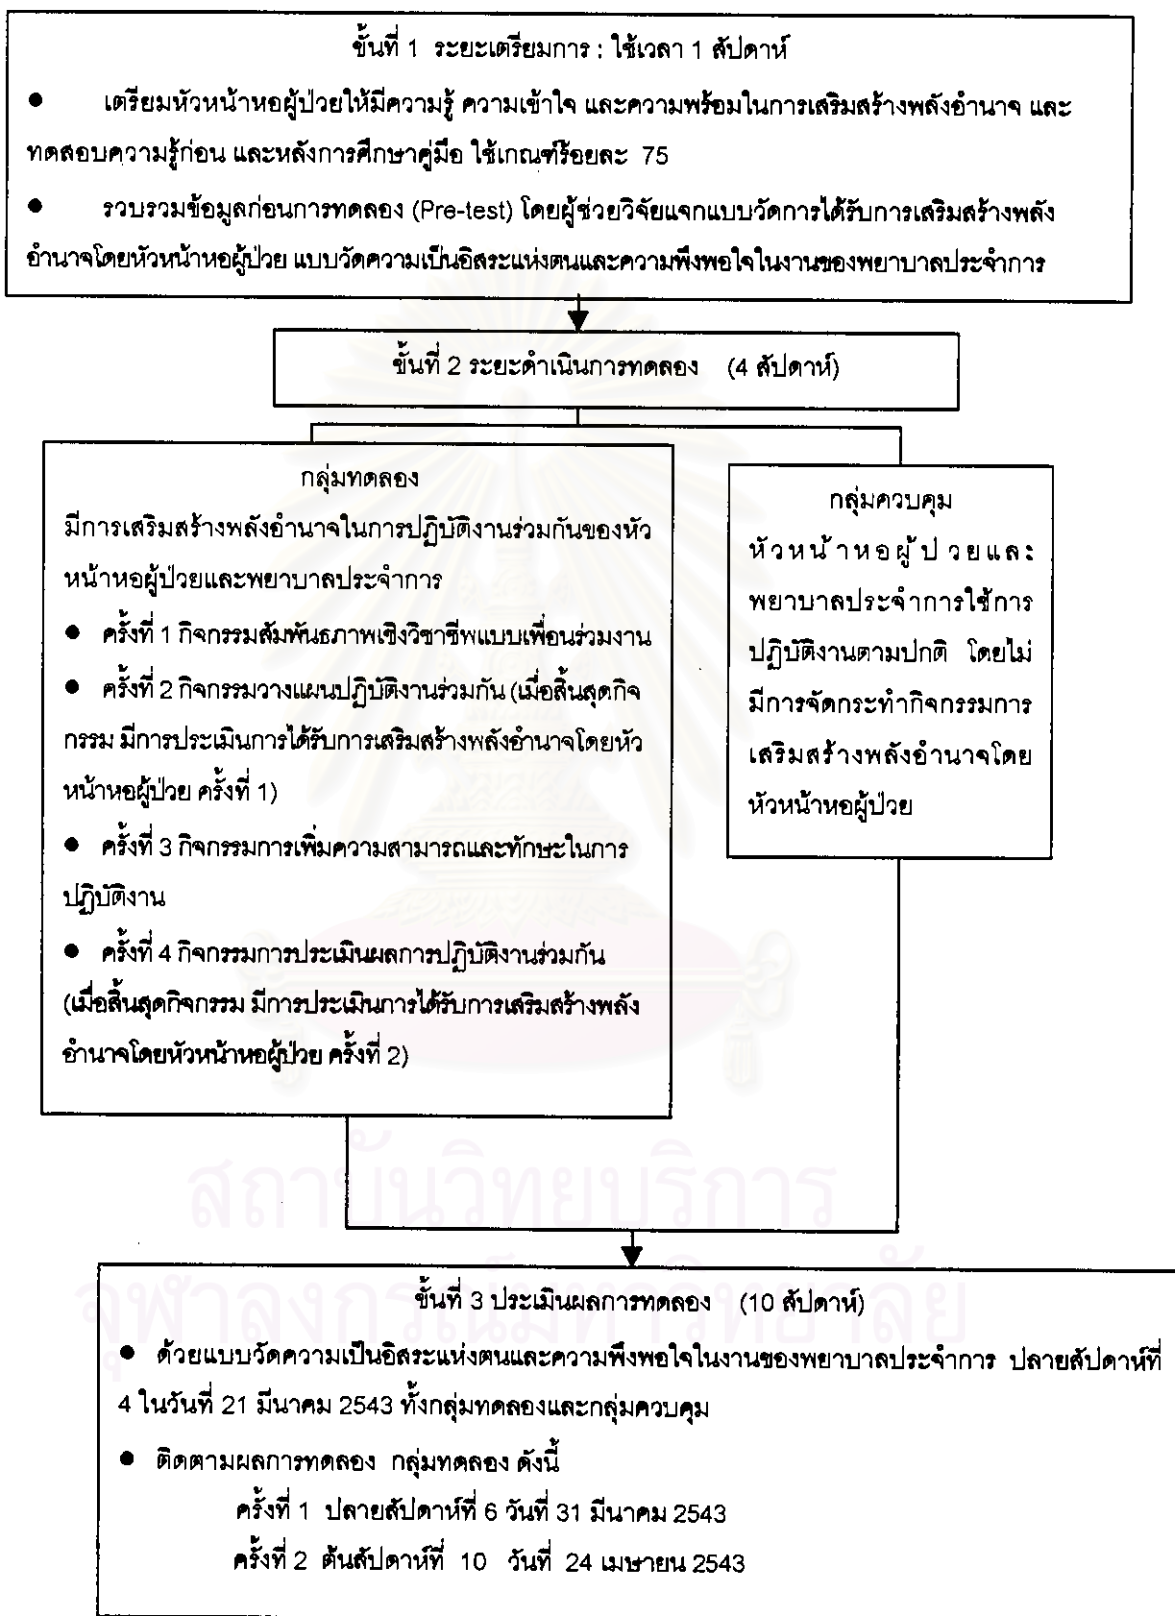 ขั้นที่ 1 ระยะเตรียมการ : ใช้เวลา 1 สัปดาห์
● เตรียมหัวหน้าหอผู้ป่วยให้มีความรู้ ความเข้าใจ และความพร้อมในการเสริมสร้างพลังอำนาจ และ
ทดสอบความรู้ก่อน และหลังการศึกษาคู่มือ ใช้เกณฑ์ร้อยละ 75
● รวบรวมข้อมูลก่อนการทดลอง (Pre-test) โดยผู้ช่วยวิจัยแจกแบบวัดการได้รับการเสริมสร้างพลัง
อำนาจโดยหัวหน้าหอผู้ป่วย แบบวัดความเป็นอิสระแห่งตนและความพึงพอใจในงานของพยาบาลประจำการ
ขั้นที่ 2 ระยะดำเนินการทดลอง (4 สัปดาห์)
กลุ่มทดลอง
มีการเสริมสร้างพลังอำนาจในการปฏิบัติงานร่วมกันของหัว
หน้าหอผู้ป่วยและพยาบาลประจำการ
● ครั้งที่ 1 กิจกรรมสัมพันธภาพเชิงวิชาชีพแบบเพื่อนร่วมงาน
● ครั้งที่ 2 กิจกรรมวางแผนปฏิบัติงานร่วมกัน (เมื่อสิ้นสุดกิจ
กรรม มีการประเมินการได้รับการเสริมสร้างพลังอำนาจโดยหัว
หน้าหอผู้ป่วย ครั้งที่ 1)
● ครั้งที่ 3 กิจกรรมการเพิ่มความสามารถและทักษะในการ
ปฏิบัติงาน
● ครั้งที่ 4 กิจกรรมการประเมินผลการปฏิบัติงานร่วมกัน
(เมื่อสิ้นสุดกิจกรรม มีการประเมินการได้รับการเสริมสร้างพลัง
อำนาจโดยหัวหน้าหอผู้ป่วย ครั้งที่ 2)
กลุ่มควบคุม
หัวหน้าหอผู้ป่วยและ
พยาบาลประจำการใช้การ
ปฏิบัติงานตามปกติ โดยไม่
มีการจัดกระทำกิจกรรมการ
เสริมสร้างพลังอำนาจโดย
หัวหน้าหอผู้ป่วย
สถาบันวิทยบริการ
จุฬาลงกรณ์มหาวิทยาลัย
ขั้นที่ 3 ประเมินผลการทดลอง (10 สัปดาห์)
● ด้วยแบบวัดความเป็นอิสระแห่งตนและความพึงพอใจในงานของพยาบาลประจำการ ปลายสัปดาห์ที่
4 ในวันที่ 21 มีนาคม 2543 ทั้งกลุ่มทดลองและกลุ่มควบคุม
● ติดตามผลการทดลอง กลุ่มทดลอง ดังนี้
ครั้งที่ 1 ปลายสัปดาห์ที่ 6 วันที่ 31 มีนาคม 2543
ครั้งที่ 2 ต้นสัปดาห์ที่ 10 วันที่ 24 เมษายน 2543